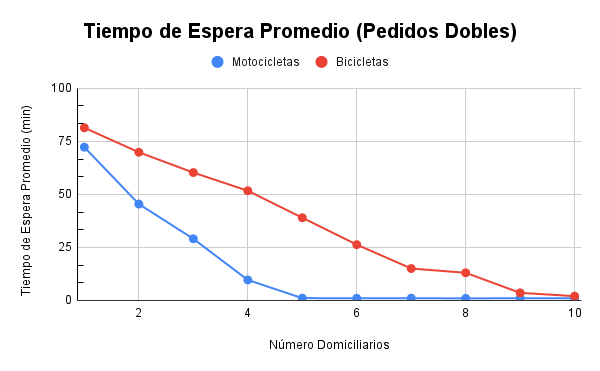 Tiempo de Espera Promedio (Pedidos Dobles)
Motocicletas Bicicletas
Tiempo de Espera Promedio (min)
100
75
50
25
0
2 4 6 8 10
Número Domiciliarios